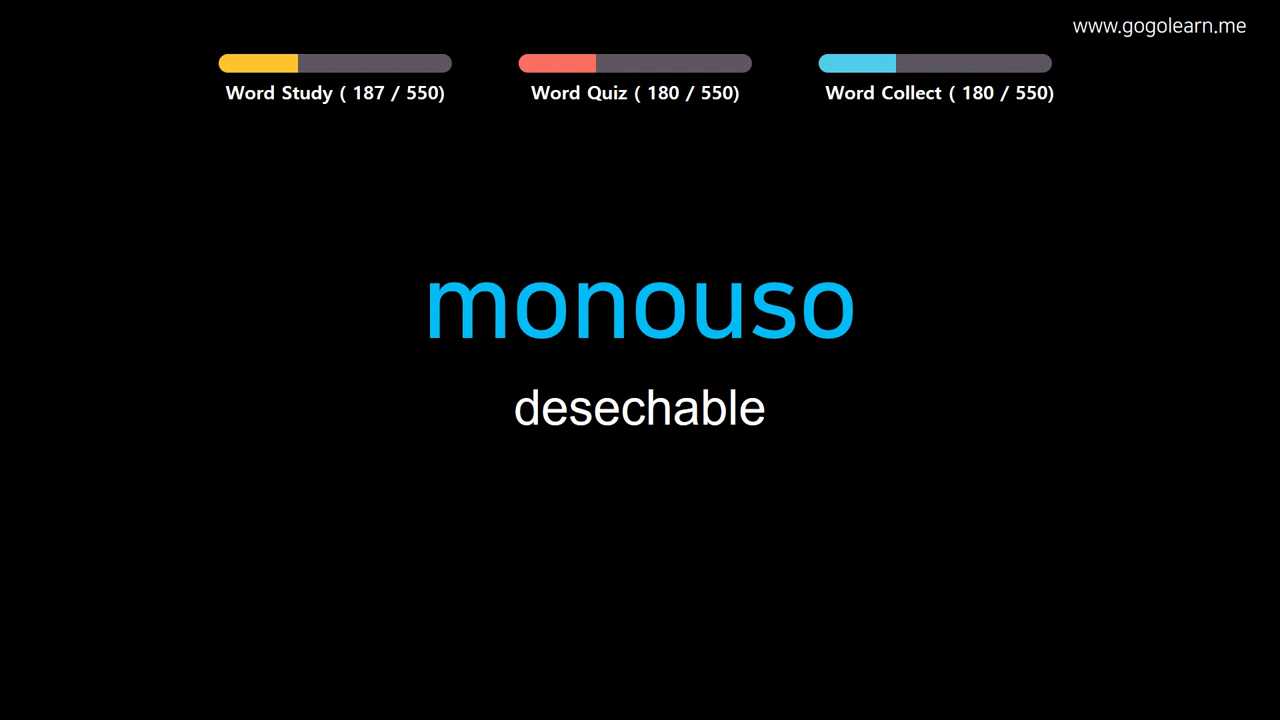 www.gogolearn.me
Word Study ( 187 / 550)
Word Quiz ( 180 / 550)
Word Collect ( 180 / 550)
monouso
desechable